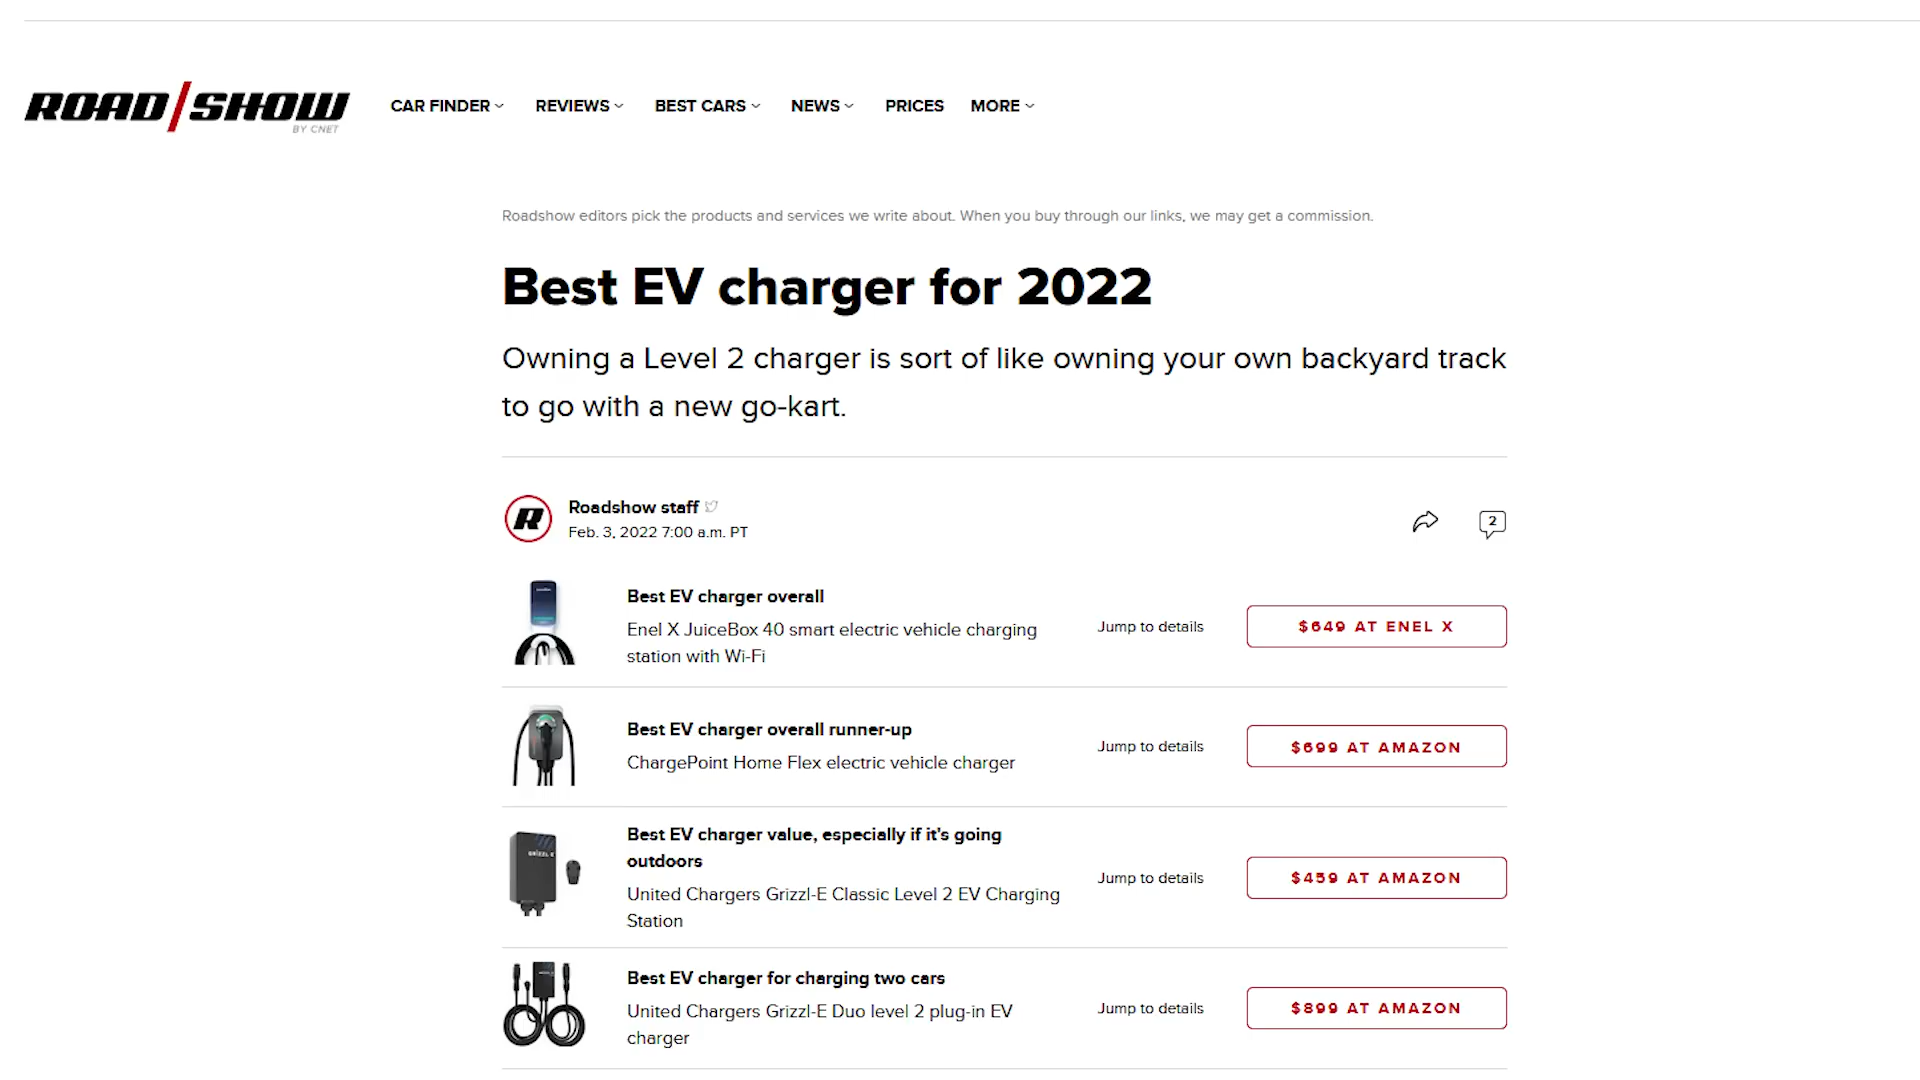 ROAD/SHOW
BY CNET
CAR FINDER
REVIEWS
BEST CARS
NEWS
PRICES
MORE
Roadshow editors pick the products and services we write about. When you buy through our links, we may get a commission.
Best EV charger for 2022
Owning a Level 2 charger is sort of like owning your own backyard track
to go with a new go-kart.
R
Roadshow staff
Feb. 3, 2022 7:00 a.m. PT
2
Best EV charger overall
Enel X JuiceBox 40 smart electric vehicle charging
station with Wi-Fi
Jump to details
$649 AT ENEL X
Best EV charger overall runner-up
ChargePoint Home Flex electric vehicle charger
Jump to details
$699 AT AMAZON
GRIZZL-E
Best EV charger value, especially if it's going
outdoors
United Chargers Grizzl-E Classic Level 2 EV Charging
Station
Jump to details
$459 AT AMAZON
Best EV charger for charging two cars
United Chargers Grizzl-E Duo level 2 plug-in EV
charger
Jump to details
$899 AT AMAZON